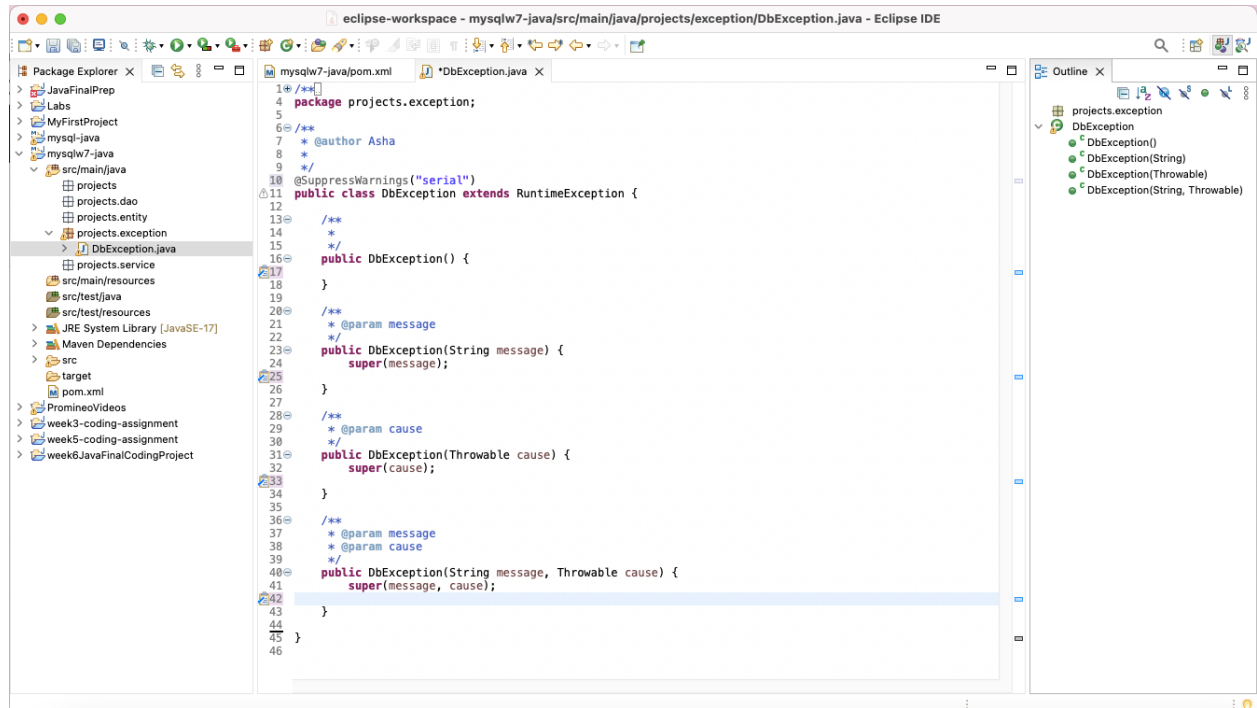 eclipse-workspace - mysqlw7-java/src/main/java/projects/exception/DbException.java - Eclipse IDE
Package Explorer
JavaFinalPrep
Labs
MyFirstProject
mysql-java
mysqlw7-java
src/main/java
projects
projects.dao
projects.entity
projects.exception
DbException.java
projects.service
src/main/resources
src/test/java
src/test/resources
JRE System Library [JavaSE-17]
Maven Dependencies
src
target
pom.xml
PromineoVideos
week3-coding-assignment
week5-coding-assignment
week6JavaFinalCodingProject
mysqlw7-java/pom.xml
*DbException.java
1 /**
4 package projects.exception;
5
6 /**
7 * @author Asha
8 *
9 */
10 @SuppressWarnings("serial")
11 public class DbException extends RuntimeException {
12
13 /**
14 *
15 */
16 public DbException() {
17
18 }
19
20 /**
21 * @param message
22 */
23 public DbException(String message) {
24 super(message);
25
26 }
27
28 /**
29 * @param cause
30 */
31 public DbException(Throwable cause) {
32 super(cause);
33
34 }
35
36 /**
37 * @param message
38 * @param cause
39 */
40 public DbException(String message, Throwable cause) {
41 super(message, cause);
42
43 }
44
45 }
46
Outline
projects.exception
DbException
DbException()
DbException(String)
DbException(Throwable)
DbException(String, Throwable)